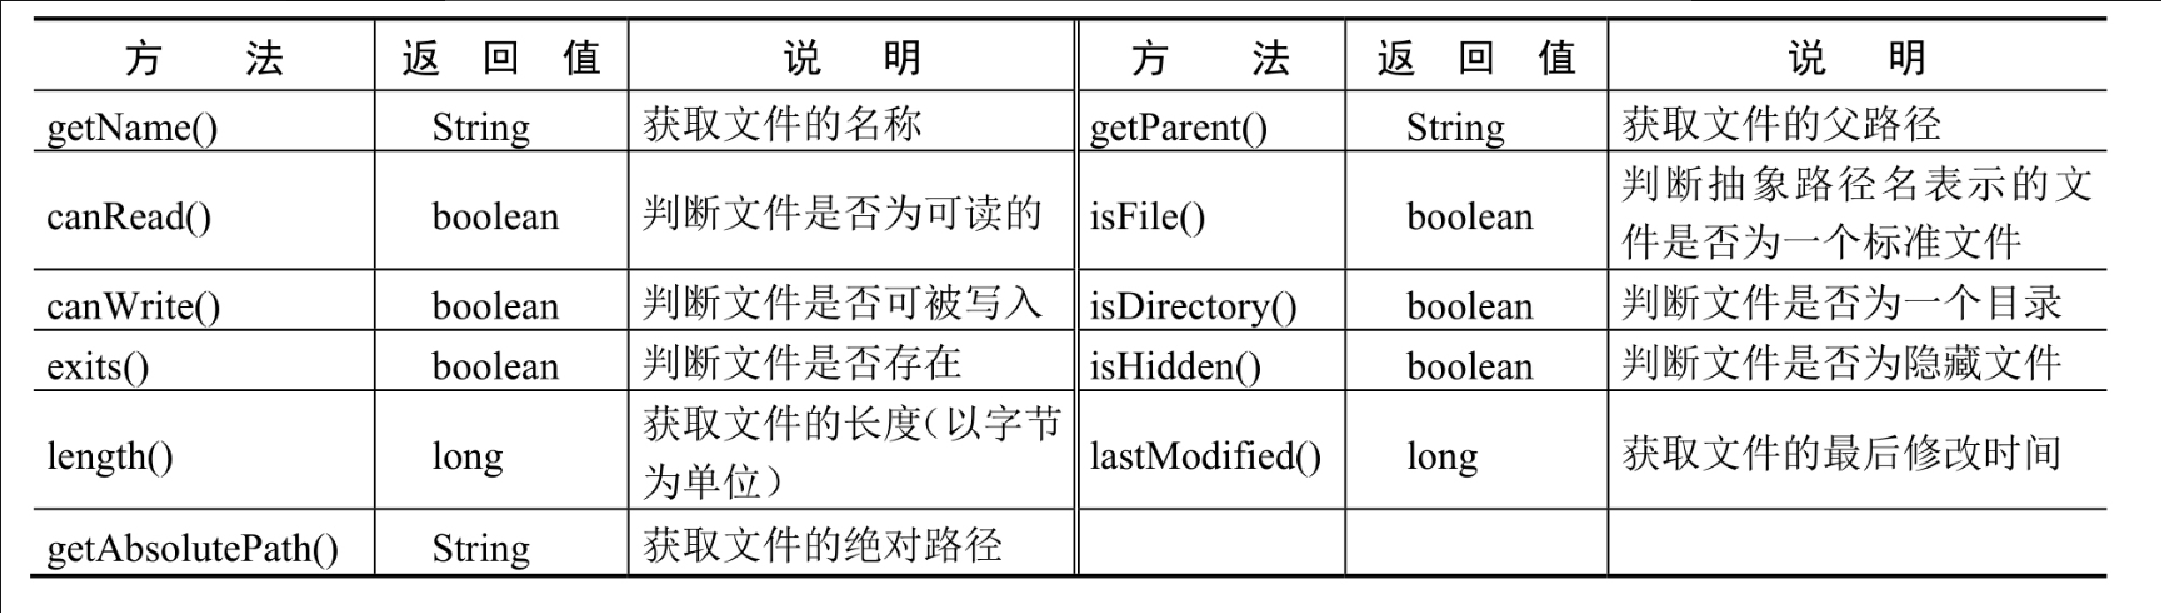 方 法 返 回 值 说 明 方 法 返 回 值 说 明
getName() String 获取文件的名称 getParent() String 获取文件的父路径
canRead() boolean 判断文件是否为可读的 isFile() boolean 判断抽象路径名表示的文
件是否为一个标准文件
canWrite() boolean 判断文件是否可被写入 isDirectory() boolean 判断文件是否为一个目录
exits() boolean 判断文件是否存在 isHidden() boolean 判断文件是否为隐藏文件
length() long 获取文件的长度（以字节
为单位） lastModified() long 获取文件的最后修改时间
getAbsolutePath() String 获取文件的绝对路径